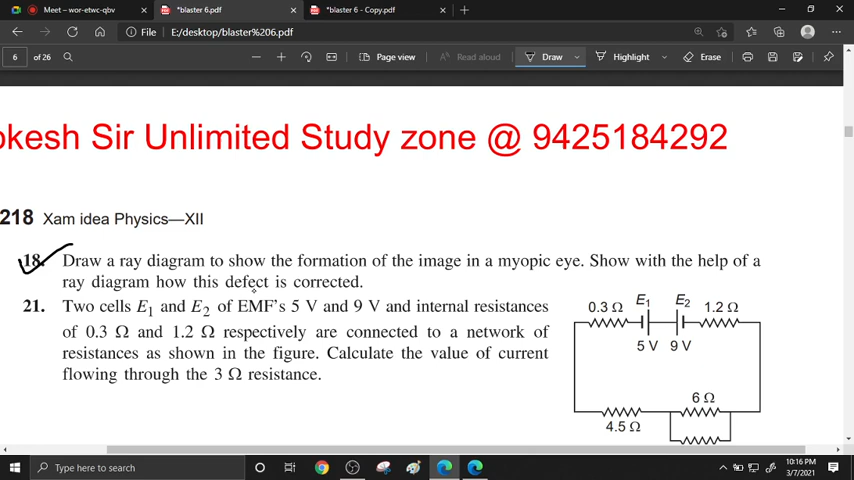 Meet – wor-etwc-qbv
*blaster 6.pdf
*blaster 6 - Copy.pdf
File
E:/desktop/blaster%206.pdf
6 of 26
Page view
Read aloud
Draw
Highlight
Erase
okesh Sir Unlimited Study zone @ 9425184292
218 Xam idea Physics—XII
18. Draw a ray diagram to show the formation of the image in a myopic eye. Show with the help of a
ray diagram how this defect is corrected.
21. Two cells E1 and E2 of EMF's 5 V and 9 V and internal resistances
of 0.3 Ω and 1.2 Ω respectively are connected to a network of
resistances as shown in the figure. Calculate the value of current
flowing through the 3 Ω resistance.
0.3 Ω E1 E2 1.2 Ω
5 V 9 V
6 Ω
4.5 Ω
Type here to search
10:16 PM
3/7/2021